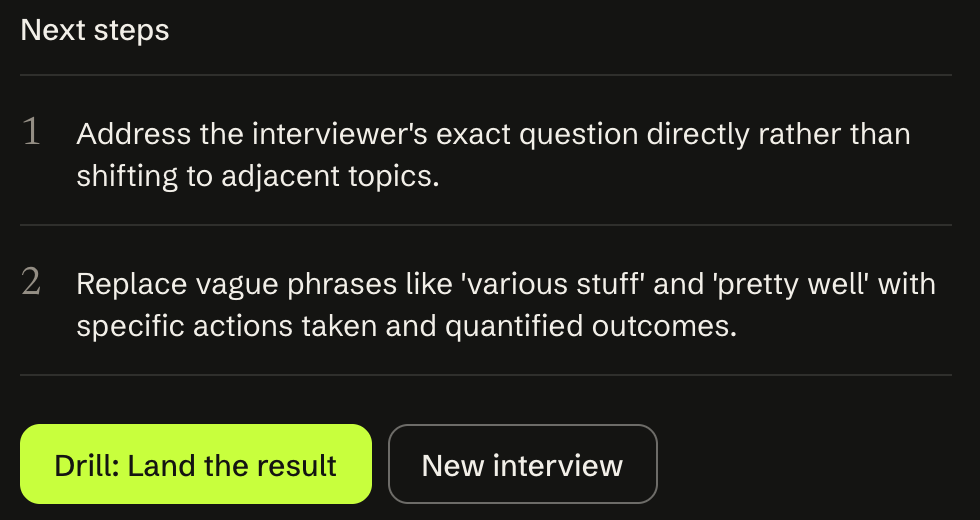 Next steps
1 Address the interviewer's exact question directly rather than
shifting to adjacent topics.
2 Replace vague phrases like 'various stuff' and 'pretty well' with
specific actions taken and quantified outcomes.
Drill: Land the result
New interview